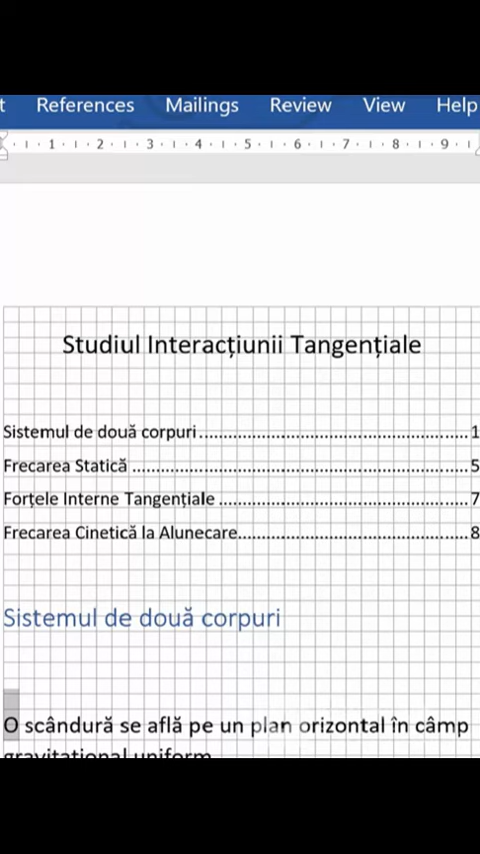 t References Mailings Review View Help
1 2 3 4 5 6 7 8 9
Studiul Interacțiunii Tangențiale
Sistemul de două corpuri 1
Frecarea Statică 5
Forțele Interne Tangențiale 7
Frecarea Cinetică la Alunecare 8
Sistemul de două corpuri
O scândură se află pe un plan orizontal în câmp
gravitațional uniform